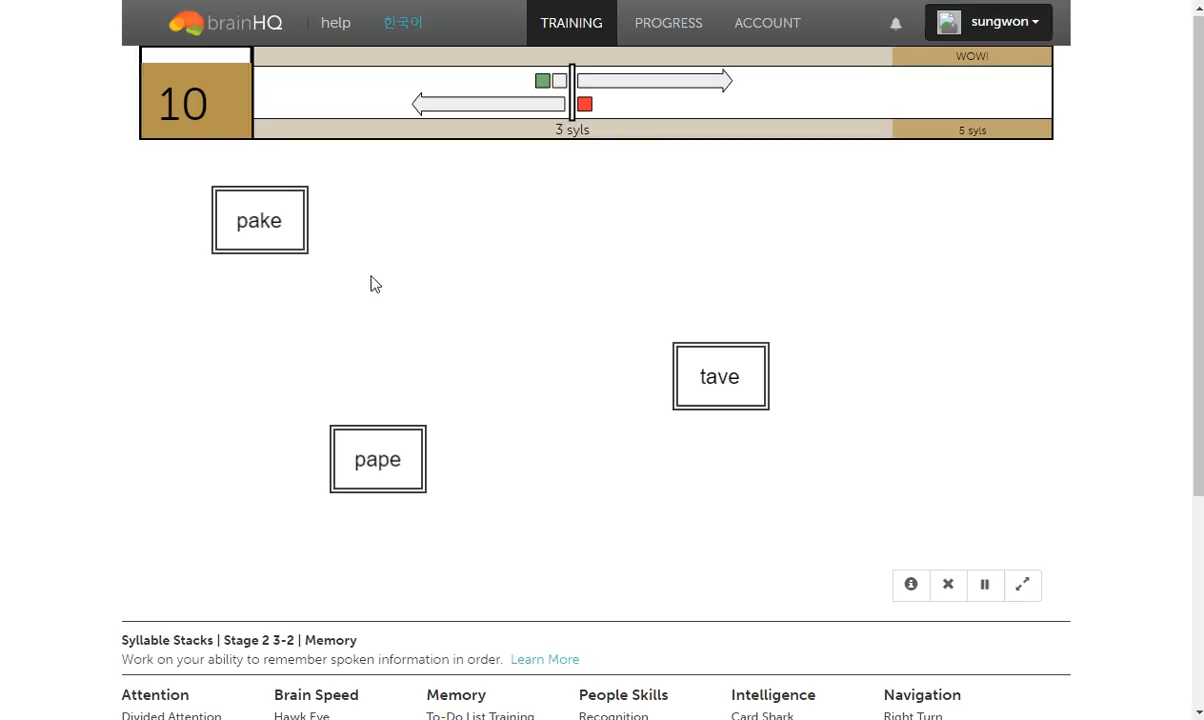 brainHQ help 한국어 TRAINING PROGRESS ACCOUNT sungwon
WOW!
10
3 syls 5 syls
pake
tave
pape
Syllable Stacks | Stage 2 3-2 | Memory
Work on your ability to remember spoken information in order. Learn More
Attention Brain Speed Memory People Skills Intelligence Navigation
Divided Attention Hawk Eye To-Do List Training Recognition Card Shark Right Turn